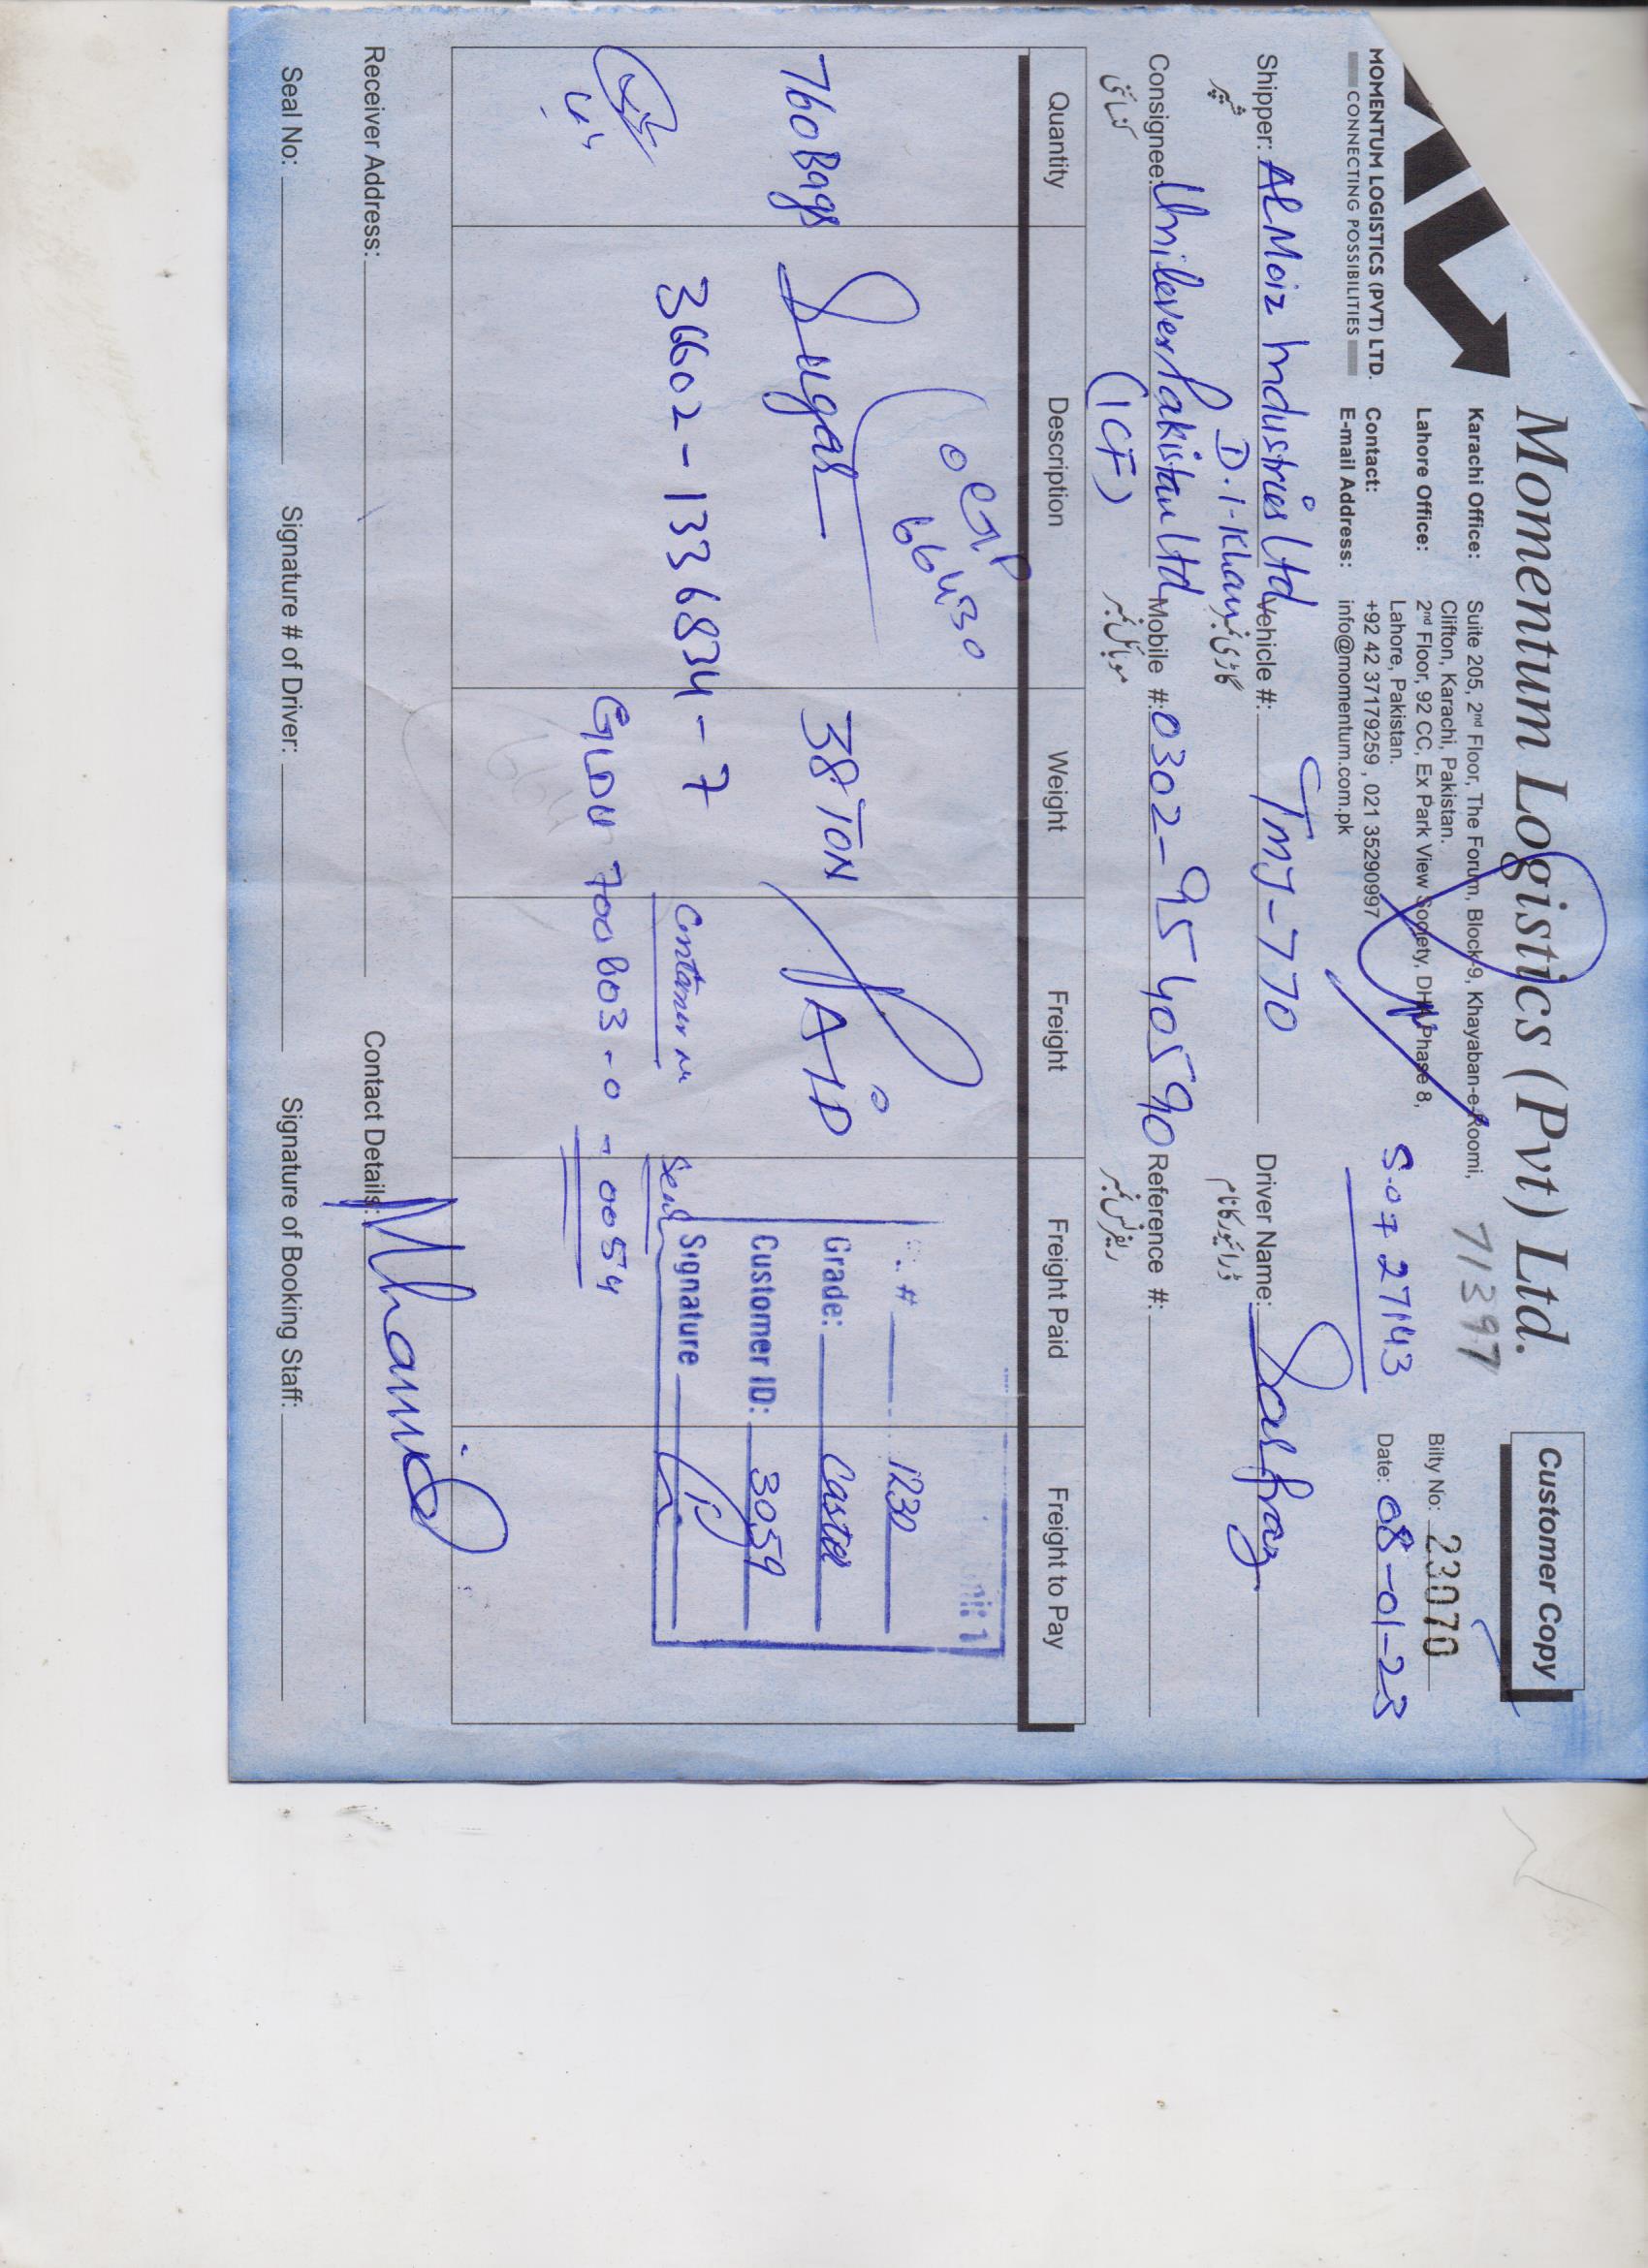 Momentum Logistics (Pvt) Ltd.
Customer Copy
MOMENTUM LOGISTICS (PVT) LTD.
CONNECTING POSSIBILITIES
Karachi Office: Suite 205, 2nd Floor, The Forum, Block-9, Khayaban-e-Roomi,
Clifton, Karachi, Pakistan.
Lahore Office: 2nd Floor, 92 CC, Ex Park View Society, DHA Phase 8,
Lahore, Pakistan.
Contact: +92 42 37179259 , 021 35290997
E-mail Address: info@momentum.com.pk
71397
Bilty No: 23070
S.O# 27143
Date: 08-01-23
Shipper: AL Moiz Industries Ltd Vehicle #: TMJ-770 Driver Name: Sarfraz
شپر D.I-Khan گاڑی نمبر ڈرائیور کا نام
Consignee: Unilever Pakistan Ltd Mobile #: 0302-9540590 Reference #:
کنسائنی (ICF) موبائل نمبر ریفرنس نمبر
Quantity Description Weight Freight Freight Paid Freight to Pay
66430
Unit 1
# 1230
760 Bags Sugar 38 TON PAID
Grade: Caster
Customer ID: 3059
36602-1336834-7
Container Seal
Signature
700803-0 - 0054
Receiver Address: Contact Details:
Seal No: Signature # of Driver: Signature of Booking Staff: